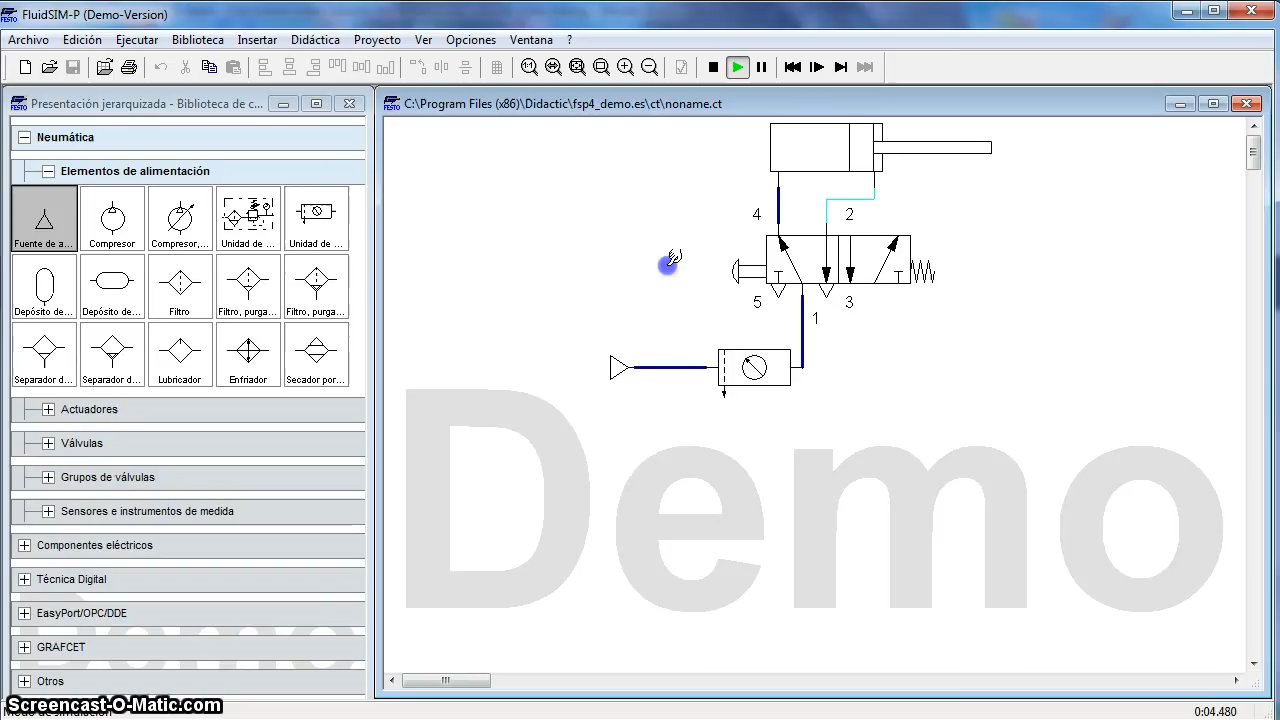 FESTO
FluidSIM-P (Demo-Version)
Archivo Edición Ejecutar Biblioteca Insertar Didáctica Proyecto Ver Opciones Ventana ?
FESTO
Presentación jerarquizada - Biblioteca de c...
FESTO
C:\Program Files (x86)\Didactic\fsp4_demo.es\ct\noname.ct
Neumática
Elementos de alimentación
Fuente de a... Compresor Compresor,... Unidad de ... Unidad de ...
Depósito de... Depósito de... Filtro Filtro, purga... Filtro, purga...
Separador d... Separador d... Lubricador Enfriador Secador por...
Actuadores
Válvulas
Grupos de válvulas
Sensores e instrumentos de medida
Componentes eléctricos
Técnica Digital
EasyPort/OPC/DDE
GRAFCET
Otros
4 2
5 3
1
Demo
Demo
Screencast-O-Matic.com
0:04.480